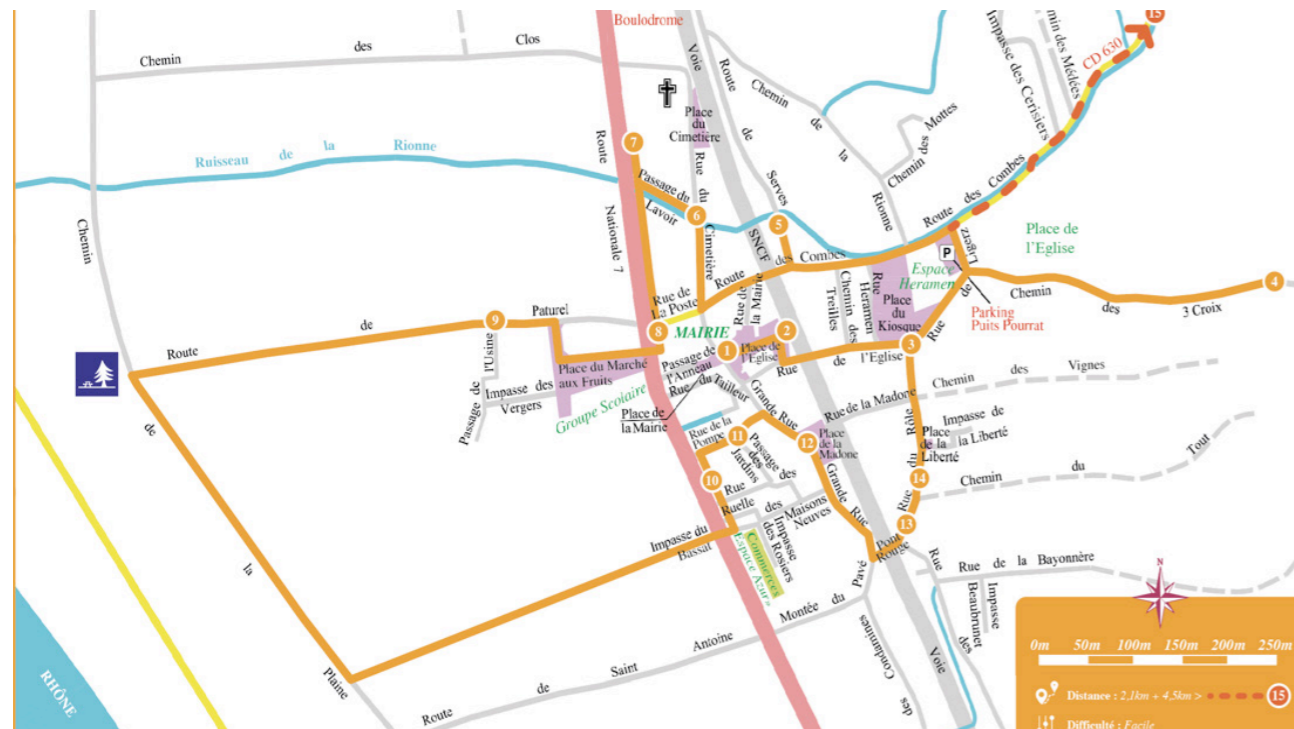 Boulodrome
15
Chemin des Clos
Voie
Route de Serves
Chemin de la Rionne
Impasse des Cerisiers
CD 630
Place
du
Cimetière
Chemin des Mottes
7
Ruisseau de la Rionne
Route Nationale 7
Passage du
Lavoir
6
Rue du Cimetière
5
SNCF
Route des Combes
Route des Combes
Place de
l'Eglise
P
Ligerz
Espace
Heramen
Chemin
Rue de
La Poste
MAIRIE
Rue de
la Mairie
Chemin des
Treilles
Rue
Heramen
Place
du
Kiosque
Rue de
Parking
Puits Pourrat
4
Chemin des 3 Croix
9
Paturel
Route de
8
1
2
Place de
l'Eglise
Rue de l'Eglise
3
Passage de
l'Usine
Impasse des
Vergers
Place du Marché
aux Fruits
Groupe Scolaire
Passage de
l'Anneau
Rue du Tailleur
Place de
la Mairie
Grande Rue
Rue de la Madone
Chemin des Vignes
Rue du Rôle
Impasse de
la Liberté
Place
de la
Liberté
Rue de la
Pompe
11
12
Place
de la
Madone
Passage des
Jardins
10
Rue des
Ruelle des
Maisons
Neuves
Grande Rue
14
Chemin du Tout
13
Pont
Rouge
Impasse du
Bassat
Impasse
des Rosiers
Commerces
Espace Azur »
Pavé
Montée du
Rue des
Rue de la Bayonnère
Impasse
Beaubrunet
Chemin de la Plaine
Route de Saint Antoine
Condamines
des
Voie
RHÔNE
N
0m 50m 100m 150m 200m 250m
Distance : 2,1km + 4,5km > 15
Difficulté : Facile